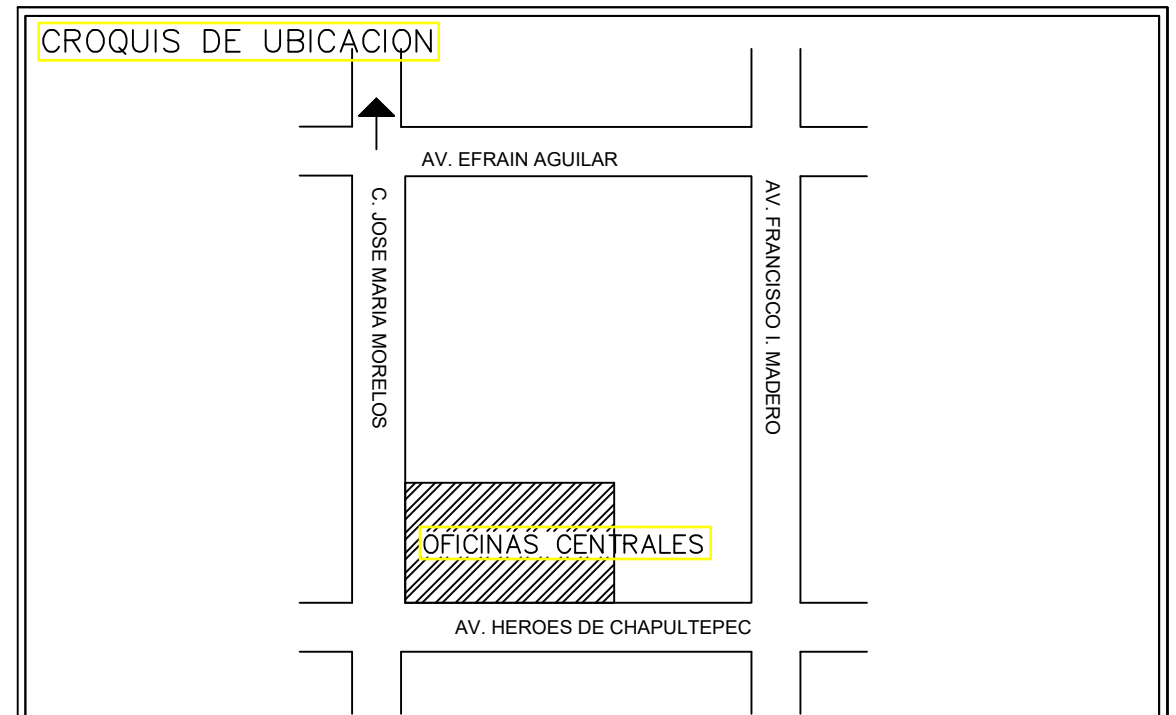 CROQUIS DE UBICACION
AV. EFRAIN AGUILAR
C. JOSE MARIA MORELOS
AV. FRANCISCO I. MADERO
OFICINAS CENTRALES
AV. HEROES DE CHAPULTEPEC